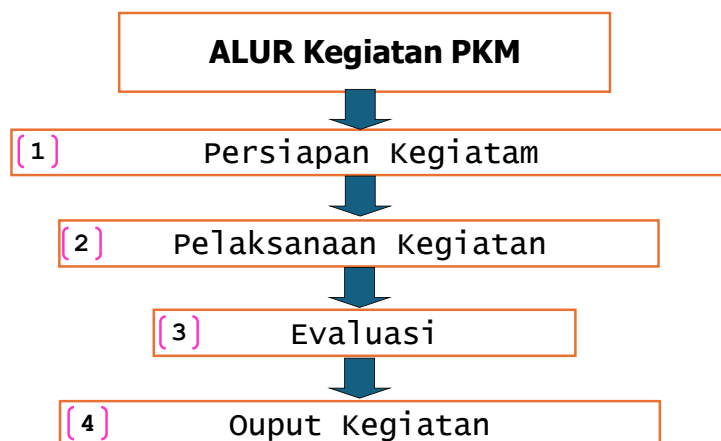 ALUR Kegiatan PKM
[1] Persiapan Kegiatam
[2] Pelaksanaan Kegiatan
[3] Evaluasi
[4] Ouput Kegiatan